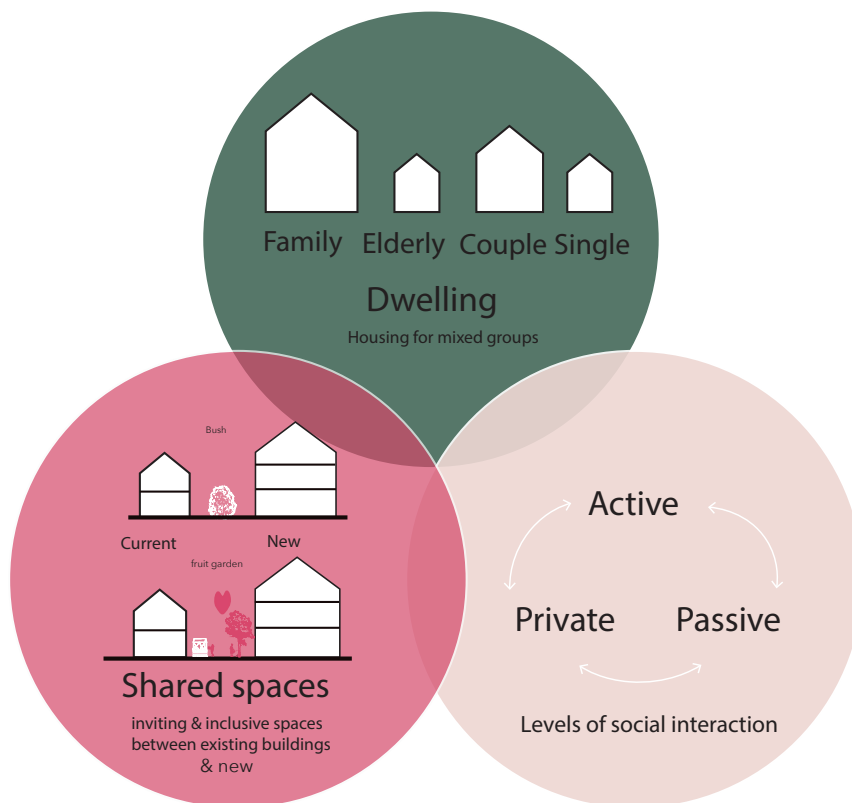 Family Elderly Couple Single
Dwelling
Housing for mixed groups
Bush
Current New
fruit garden
Shared spaces
inviting & inclusive spaces
between existing buildings
& new
Active
Private Passive
Levels of social interaction